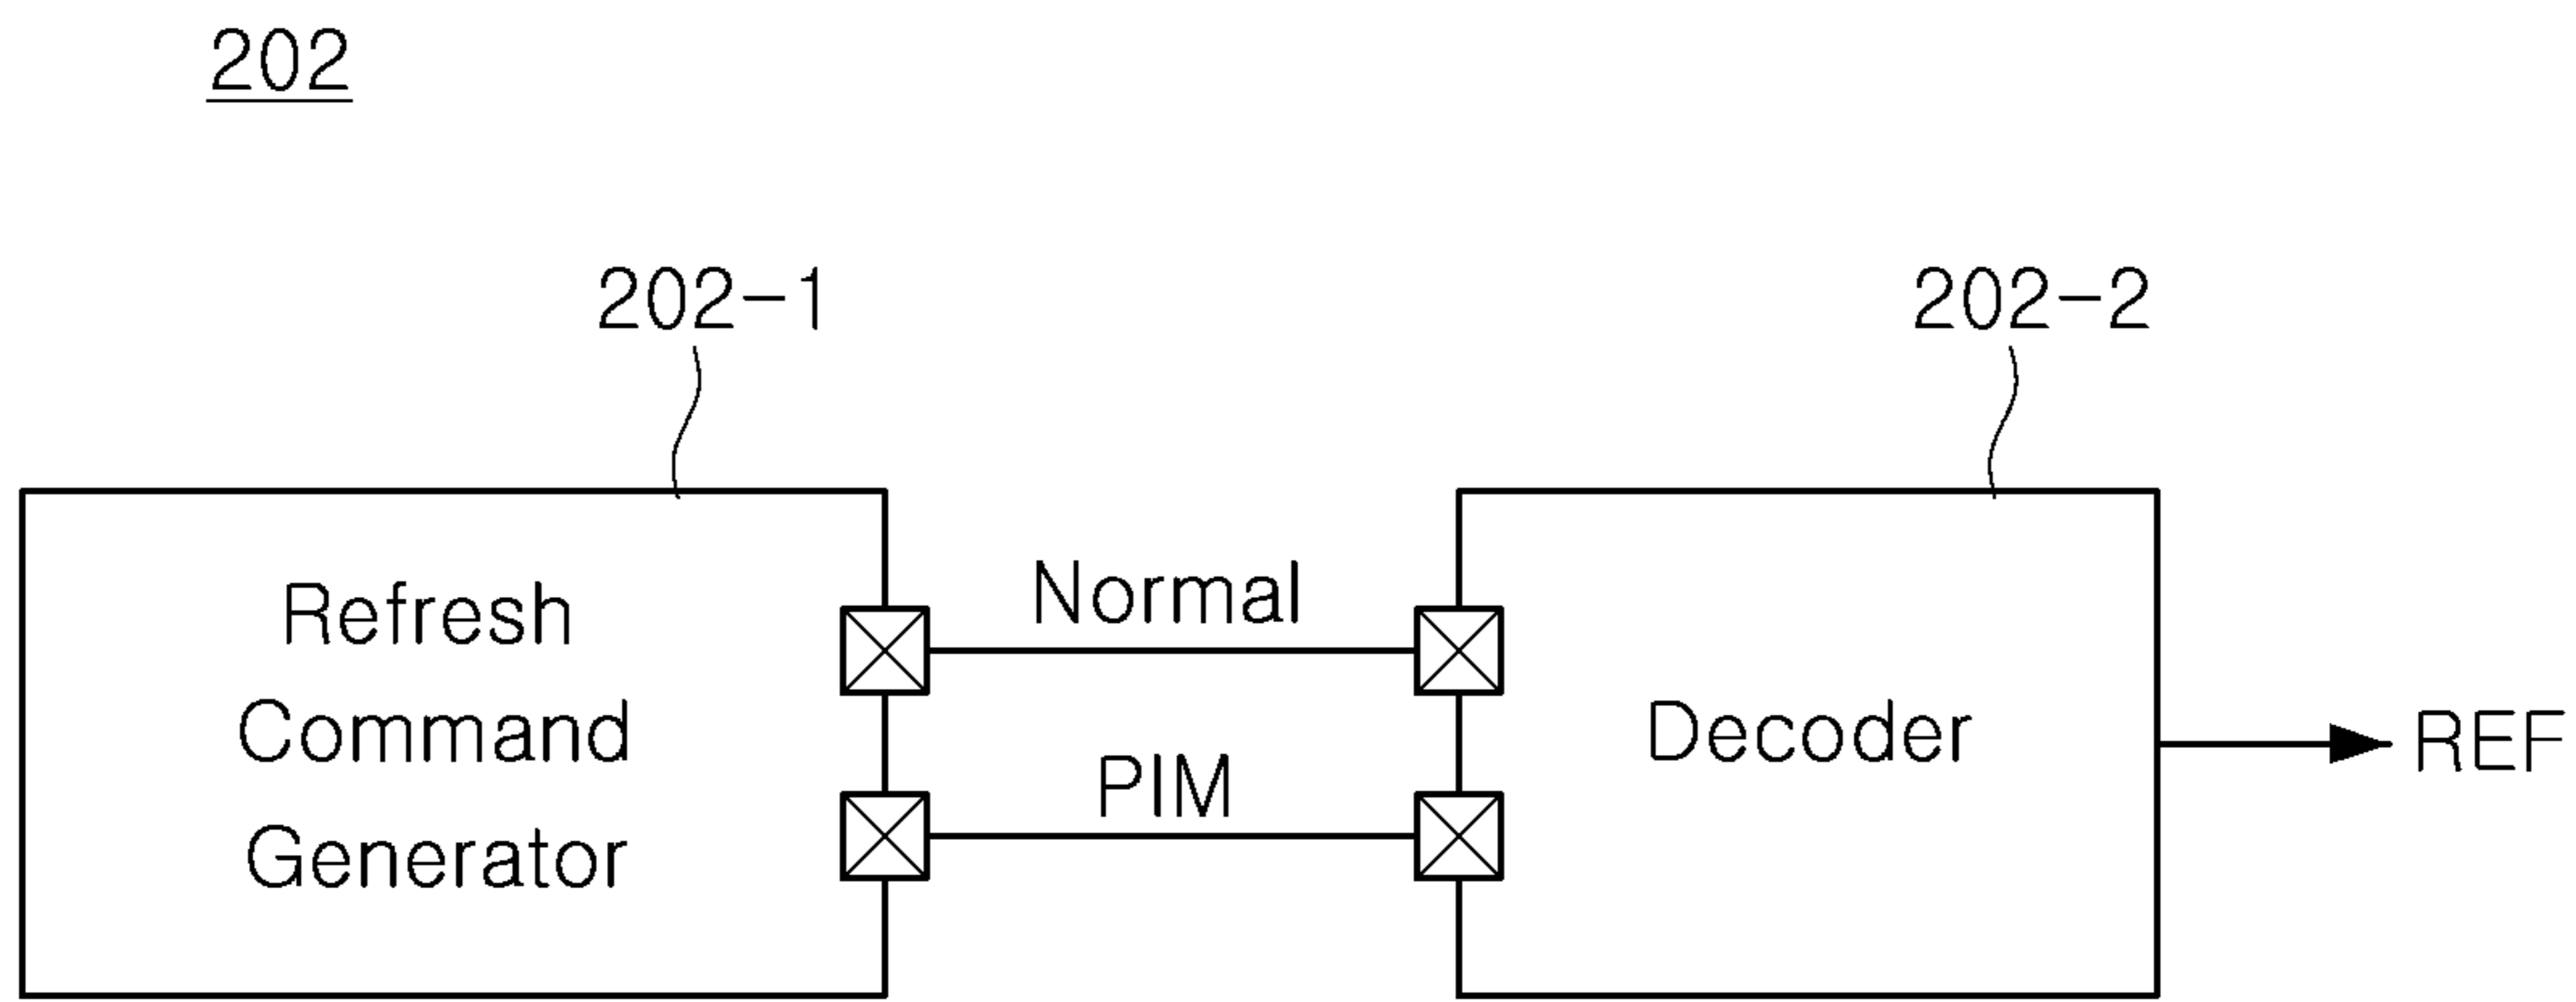 202
202-1
202-2
Refresh
Command
Generator
Normal
PIM
Decoder
REF